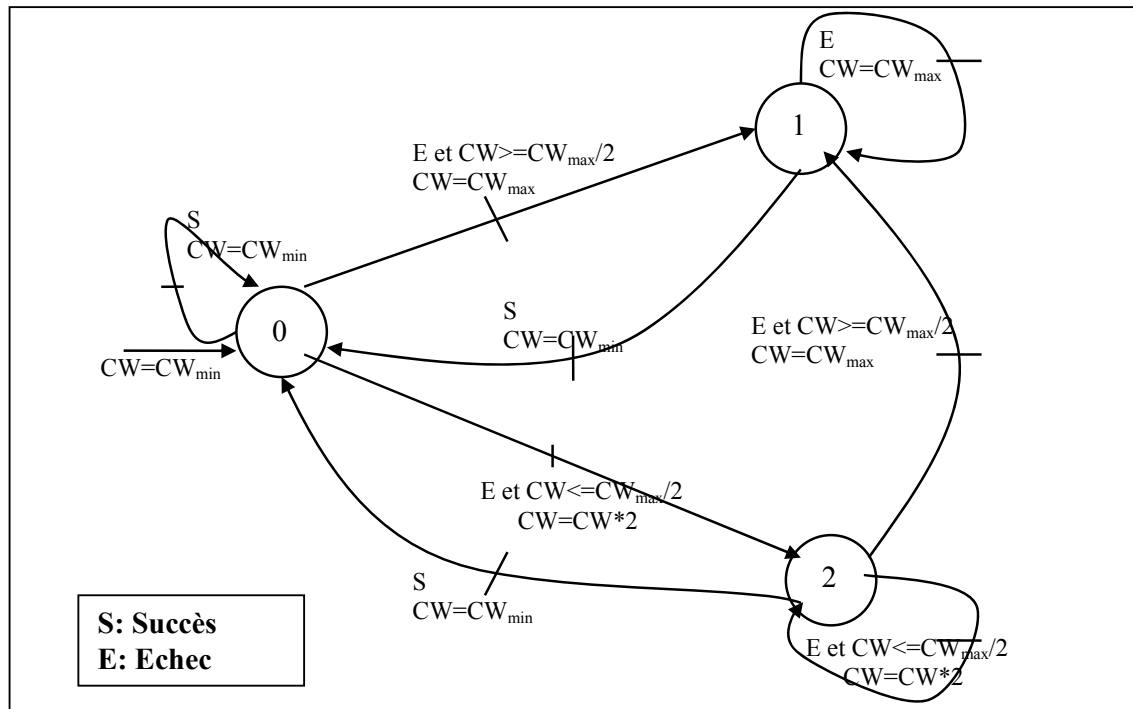 E
CW=CWmax
1
E et CW>=CWmax/2
CW=CWmax
S
CW=CWmin
0
CW=CWmin
S
CW=CWmin
E et CW>=CWmax/2
CW=CWmax
E et CW<=CWmax/2
CW=CW*2
S
CW=CWmin
2
E et CW<=CWmax/2
CW=CW*2
S: Succès
E: Echec